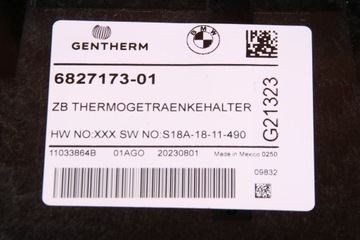 GENTHERM
BMW
6827173-01
ZB THERMOGETRAENKEHALTER
HW NO:XXX SW NO:S18A-18-11-490
G21323
11033864B 01AGO 20230801 Made in Mexico 0250
09832